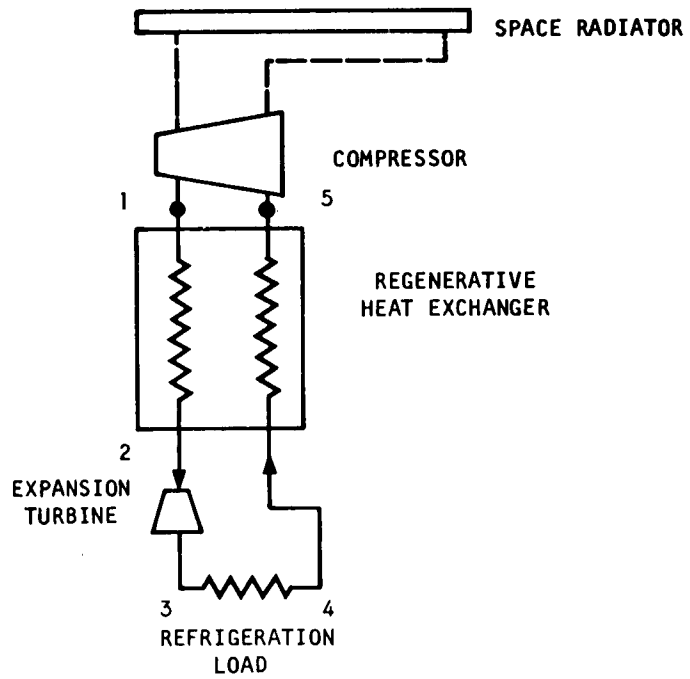 SPACE RADIATOR
COMPRESSOR
1
5
REGENERATIVE
HEAT EXCHANGER
2
EXPANSION
TURBINE
3
4
REFRIGERATION
LOAD